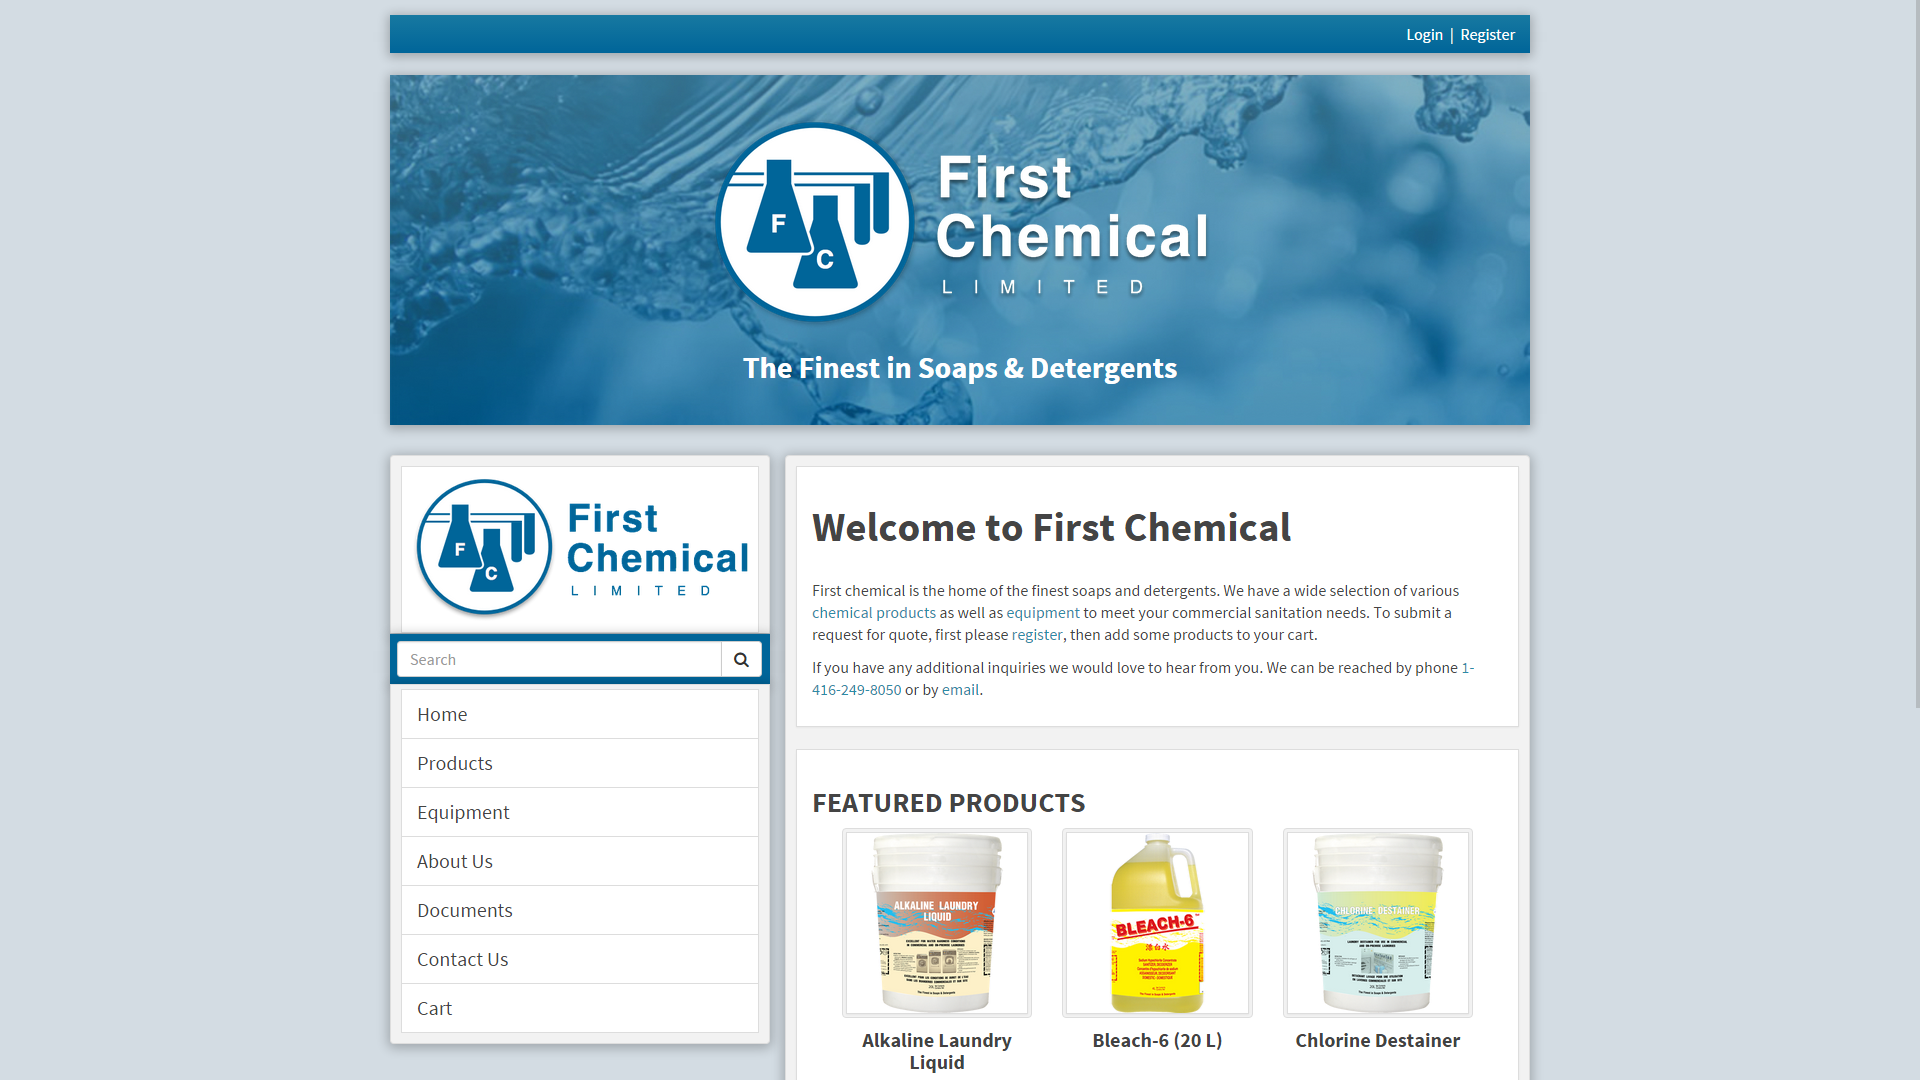 Login | Register
F
C
First
Chemical
LIMITED
The Finest in Soaps & Detergents
F
C
First
Chemical
LIMITED
Search
Home
Products
Equipment
About Us
Documents
Contact Us
Cart
Welcome to First Chemical
First chemical is the home of the finest soaps and detergents. We have a wide selection of various
chemical products as well as equipment to meet your commercial sanitation needs. To submit a
request for quote, first please register, then add some products to your cart.
If you have any additional inquiries we would love to hear from you. We can be reached by phone 1-
416-249-8050 or by email.
FEATURED PRODUCTS
ALKALINE LAUNDRY
LIQUID
BLEACH-6
漂白水
CHLORINE DESTAINER
Alkaline Laundry
Liquid
Bleach-6 (20 L)
Chlorine Destainer